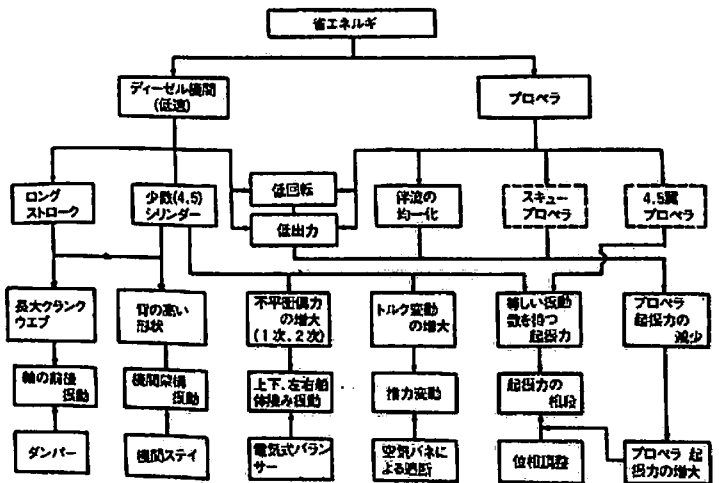 省エネルギ
ディーゼル機関
(低速)
プロペラ
ロング
ストローク
少数(4,5)
シリンダー
低回転
低出力
伴流の
均一化
スキュー
プロペラ
4,5翼
プロペラ
長大クランク
ウエブ
背の高い
形状
不平衡偶力
の増大
(1次、2次)
トルク変動
の増大
等しい振動
数を持つ
起振力
プロペラ
起振力の
減少
軸の前後
振動
機関架構
振動
上下、左右船
体撓み振動
推力変動
起振力の
相殺
ダンパー
機関ステイ
電気式バラン
サー
空気バネに
よる遮断
位相調整
プロペラ 起
振力の増大